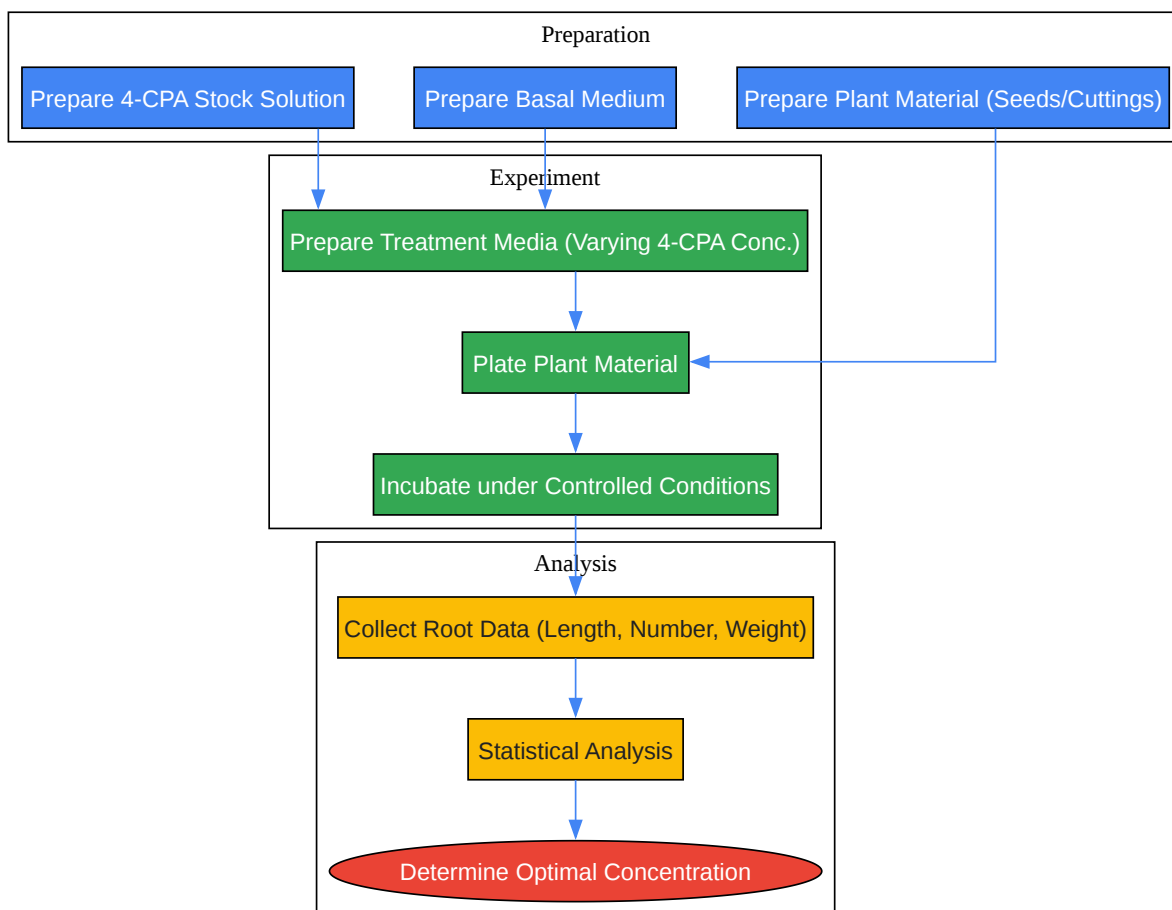 Preparation
Prepare 4-CPA Stock Solution
Prepare Basal Medium
Prepare Plant Material (Seeds/Cuttings)
Experiment
Prepare Treatment Media (Varying 4-CPA Conc.)
Plate Plant Material
Incubate under Controlled Conditions
Analysis
Collect Root Data (Length, Number, Weight)
Statistical Analysis
Determine Optimal Concentration